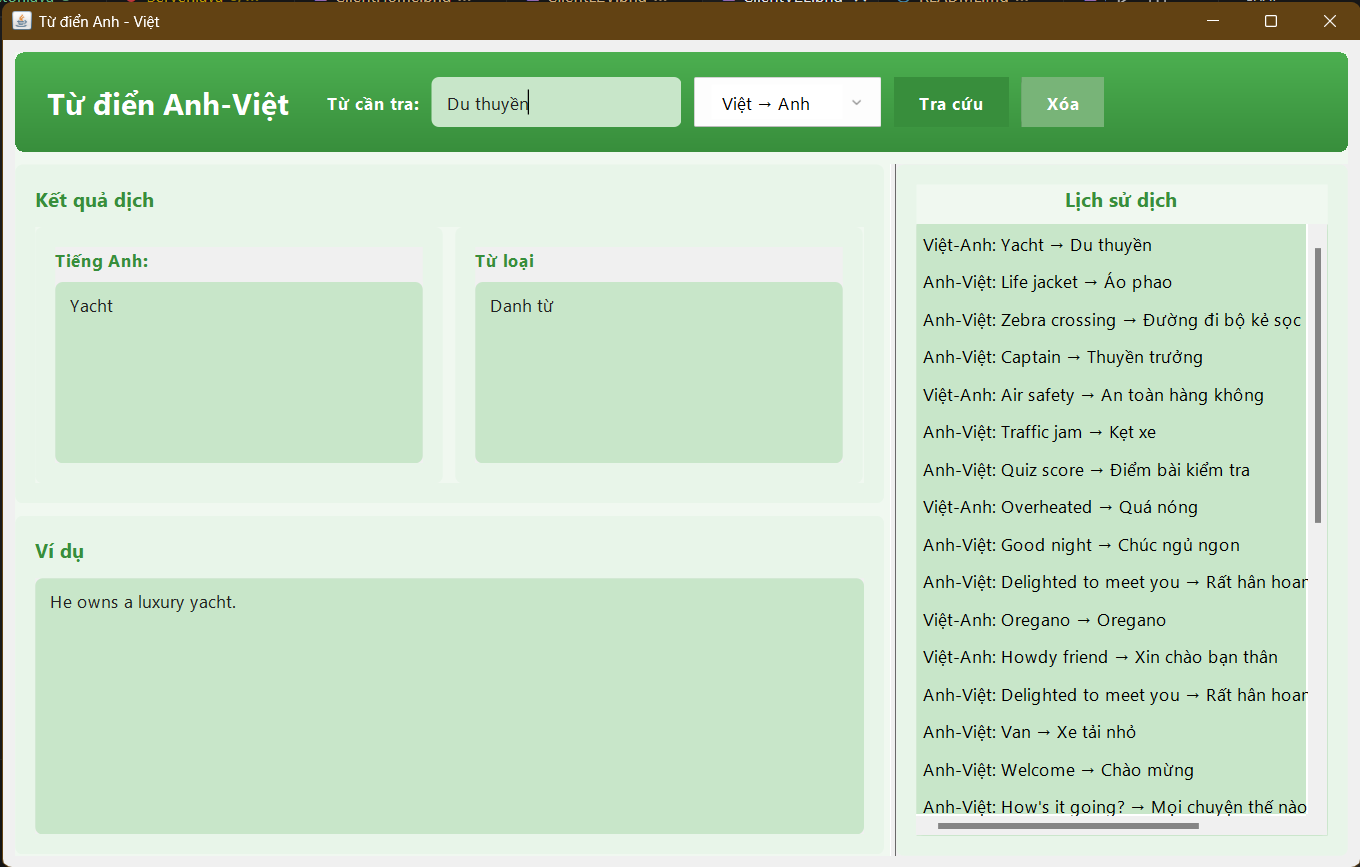 Từ điển Anh - Việt
Từ điển Anh-Việt
Từ cần tra:
Du thuyền
Việt → Anh
Tra cứu
Xóa
Kết quả dịch
Tiếng Anh:
Yacht
Từ loại
Danh từ
Ví dụ
He owns a luxury yacht.
Lịch sử dịch
Việt-Anh: Yacht → Du thuyền
Anh-Việt: Life jacket → Áo phao
Anh-Việt: Zebra crossing → Đường đi bộ kẻ sọc
Anh-Việt: Captain → Thuyền trưởng
Việt-Anh: Air safety → An toàn hàng không
Anh-Việt: Traffic jam → Kẹt xe
Anh-Việt: Quiz score → Điểm bài kiểm tra
Việt-Anh: Overheated → Quá nóng
Anh-Việt: Good night → Chúc ngủ ngon
Anh-Việt: Delighted to meet you → Rất hân hoan
Việt-Anh: Oregano → Oregano
Việt-Anh: Howdy friend → Xin chào bạn thân
Anh-Việt: Delighted to meet you → Rất hân hoan
Anh-Việt: Van → Xe tải nhỏ
Anh-Việt: Welcome → Chào mừng
Anh-Việt: How's it going? → Mọi chuyện thế nào